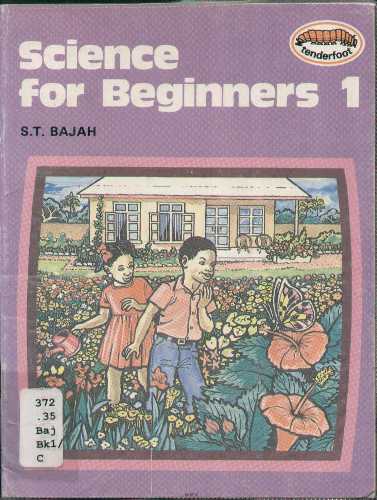 Science
for Beginners 1
tenderfoot
S.T. BAJAH
372
.35
Baj
Bk1/
C